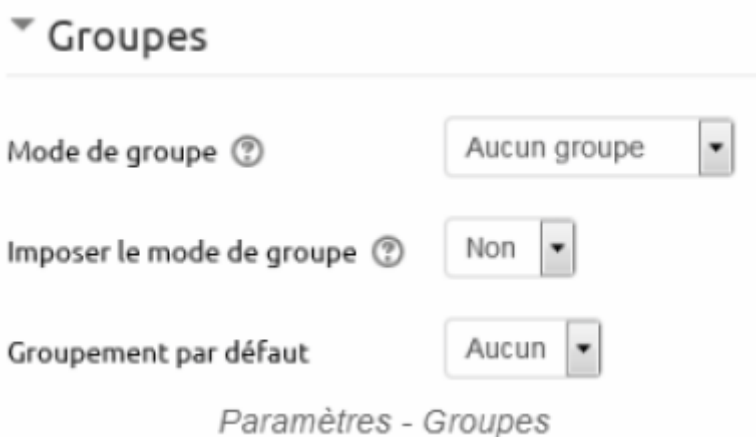 Groupes
Mode de groupe Aucun groupe
Imposer le mode de groupe Non
Groupement par défaut Aucun
Paramètres - Groupes